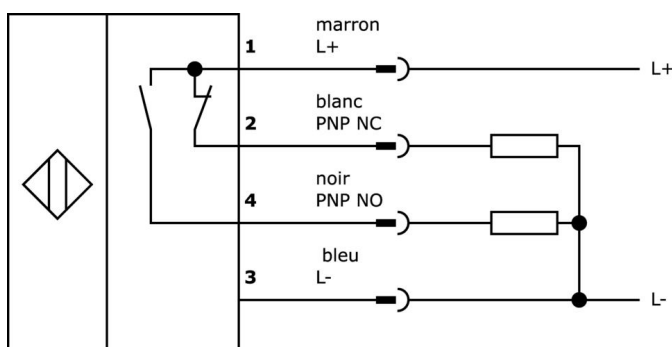 marron
1 L+
L+
blanc
2 PNP NC
noir
4 PNP NO
bleu
3 L-
L-